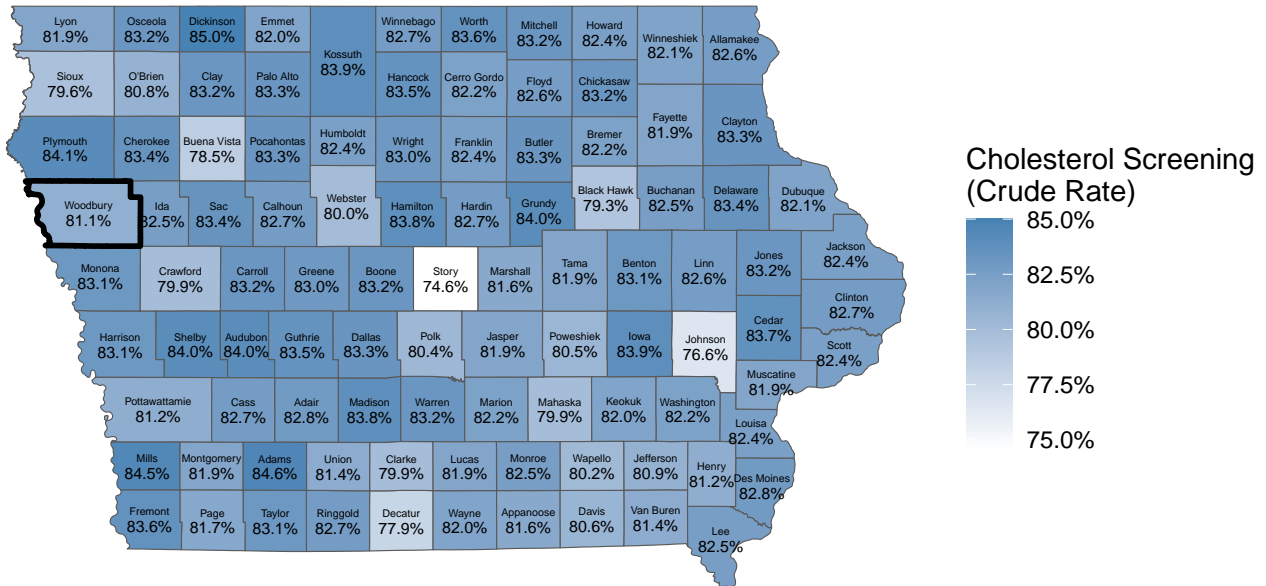 Lyon
81.9%
Osceola
83.2%
Dickinson
85.0%
Emmet
82.0%
Winnebago
82.7%
Worth
83.6%
Mitchell
83.2%
Howard
82.4%
Winneshiek
82.1%
Allamakee
82.6%
Kossuth
83.9%
Sioux
79.6%
O'Brien
80.8%
Clay
83.2%
Palo Alto
83.3%
Hancock
83.5%
Cerro Gordo
82.2%
Floyd
82.6%
Chickasaw
83.2%
Fayette
81.9%
Clayton
83.3%
Plymouth
84.1%
Cherokee
83.4%
Buena Vista
78.5%
Pocahontas
83.3%
Humboldt
82.4%
Wright
83.0%
Franklin
82.4%
Butler
83.3%
Bremer
82.2%
Woodbury
81.1%
Ida
82.5%
Sac
83.4%
Calhoun
82.7%
Webster
80.0%
Hamilton
83.8%
Hardin
82.7%
Grundy
84.0%
Black Hawk
79.3%
Buchanan
82.5%
Delaware
83.4%
Dubuque
82.1%
Monona
83.1%
Crawford
79.9%
Carroll
83.2%
Greene
83.0%
Boone
83.2%
Story
74.6%
Marshall
81.6%
Tama
81.9%
Benton
83.1%
Linn
82.6%
Jones
83.2%
Jackson
82.4%
Clinton
82.7%
Harrison
83.1%
Shelby
84.0%
Audubon
84.0%
Guthrie
83.5%
Dallas
83.3%
Polk
80.4%
Jasper
81.9%
Poweshiek
80.5%
Iowa
83.9%
Johnson
76.6%
Cedar
83.7%
Scott
82.4%
Muscatine
81.9%
Pottawattamie
81.2%
Cass
82.7%
Adair
82.8%
Madison
83.8%
Warren
83.2%
Marion
82.2%
Mahaska
79.9%
Keokuk
82.0%
Washington
82.2%
Louisa
82.4%
Mills
84.5%
Montgomery
81.9%
Adams
84.6%
Union
81.4%
Clarke
79.9%
Lucas
81.9%
Monroe
82.5%
Wapello
80.2%
Jefferson
80.9%
Henry
81.2%
Des Moines
82.8%
Fremont
83.6%
Page
81.7%
Taylor
83.1%
Ringgold
82.7%
Decatur
77.9%
Wayne
82.0%
Appanoose
81.6%
Davis
80.6%
Van Buren
81.4%
Lee
82.5%
Cholesterol Screening
(Crude Rate)
85.0%
82.5%
80.0%
77.5%
75.0%